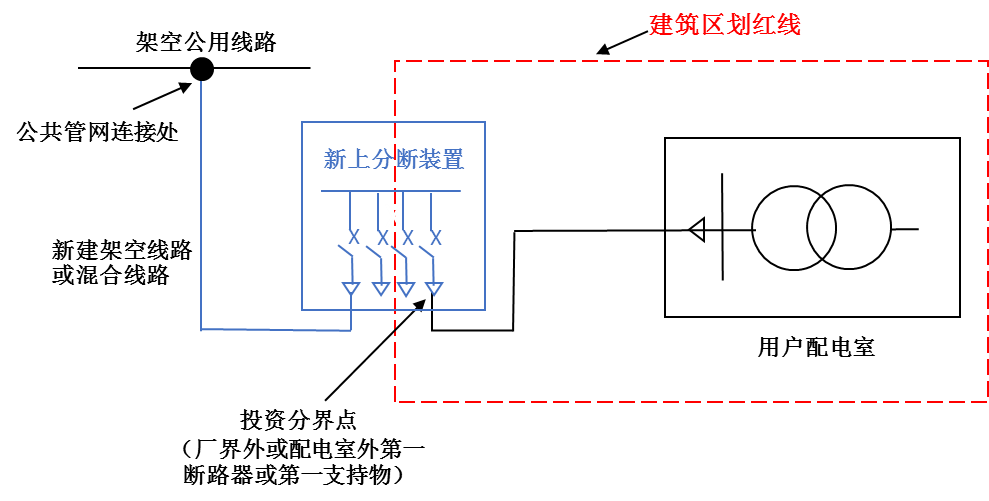 建筑区划红线
架空公用线路
公共管网连接处
新上分断装置
新建架空线路
或混合线路
用户配电室
投资分界点
（厂界外或配电室外第一
断路器或第一支持物）